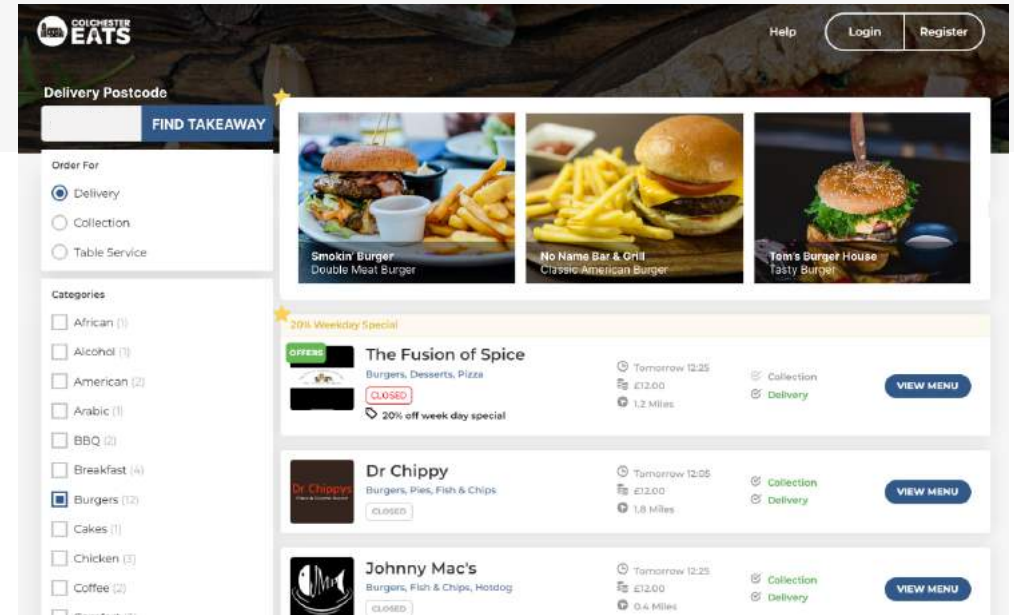 COLCHESTER
EATS
Help
Login
Register
Delivery Postcode
FIND TAKEAWAY
Order For
Delivery
Collection
Table Service
Categories
African (1)
Alcohol (1)
American (2)
Arabic (1)
BBQ (2)
Breakfast (4)
Burgers (12)
Cakes (1)
Chicken (3)
Coffee (2)
Smokin' Burger
Double Meat Burger
No Name Bar & Grill
Classic American Burger
Tom's Burger House
Tasty Burger
20% Weekday Special
OFFERS
The Fusion of Spice
Burgers, Desserts, Pizza
CLOSED
20% off week day special
Tomorrow 12:25
£12.00
1.2 Miles
Collection
Delivery
VIEW MENU
Dr Chippys
Dr Chippy
Burgers, Pies, Fish & Chips
CLOSED
Tomorrow 12:05
£12.00
1.8 Miles
Collection
Delivery
VIEW MENU
Johnny Mac's
Burgers, Fish & Chips, Hotdog
CLOSED
Tomorrow 12:25
£12.00
0.4 Miles
Collection
Delivery
VIEW MENU